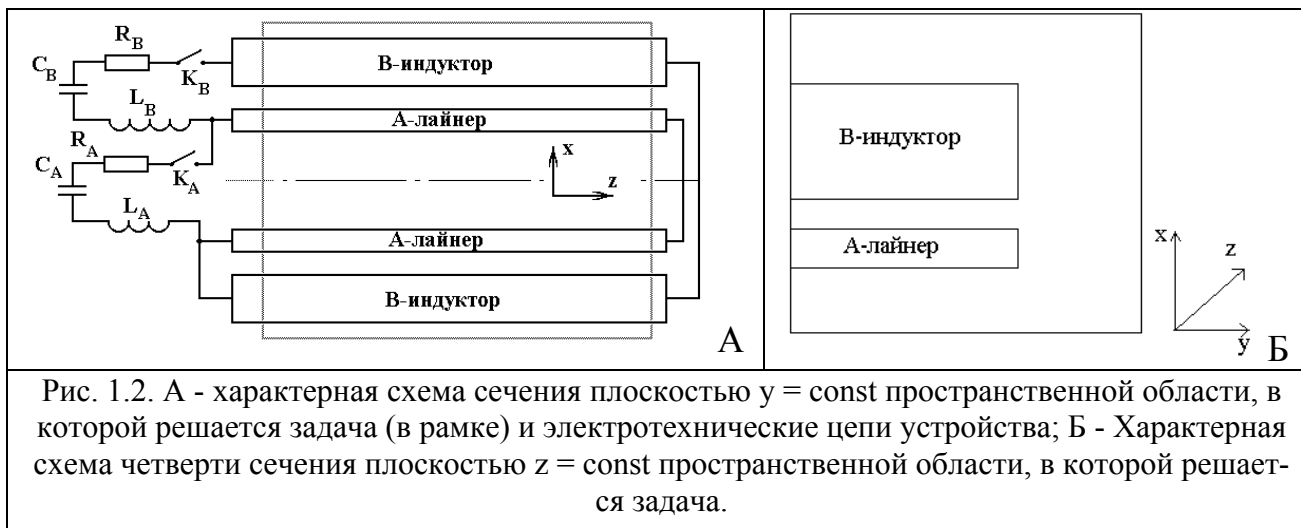 R_B
C_B
K_B
В-индуктор
L_B
А-лайнер
R_A
C_A
K_A
x
z
L_A
А-лайнер
В-индуктор
А
В-индуктор
А-лайнер
x
z
y
Б
Рис. 1.2. А - характерная схема сечения плоскостью y = const пространственной области, в
которой решается задача (в рамке) и электротехнические цепи устройства; Б - Характерная
схема четверти сечения плоскостью z = const пространственной области, в которой решает-
ся задача.